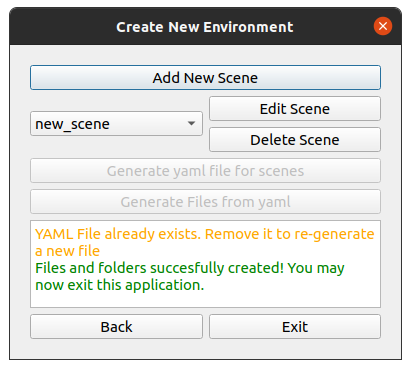 Create New Environment
Add New Scene
new_scene
Edit Scene
Delete Scene
Generate yaml file for scenes
Generate Files from yaml
YAML File already exists. Remove it to re-generate
a new file
Files and folders succesfully created! You may
now exit this application.
Back
Exit